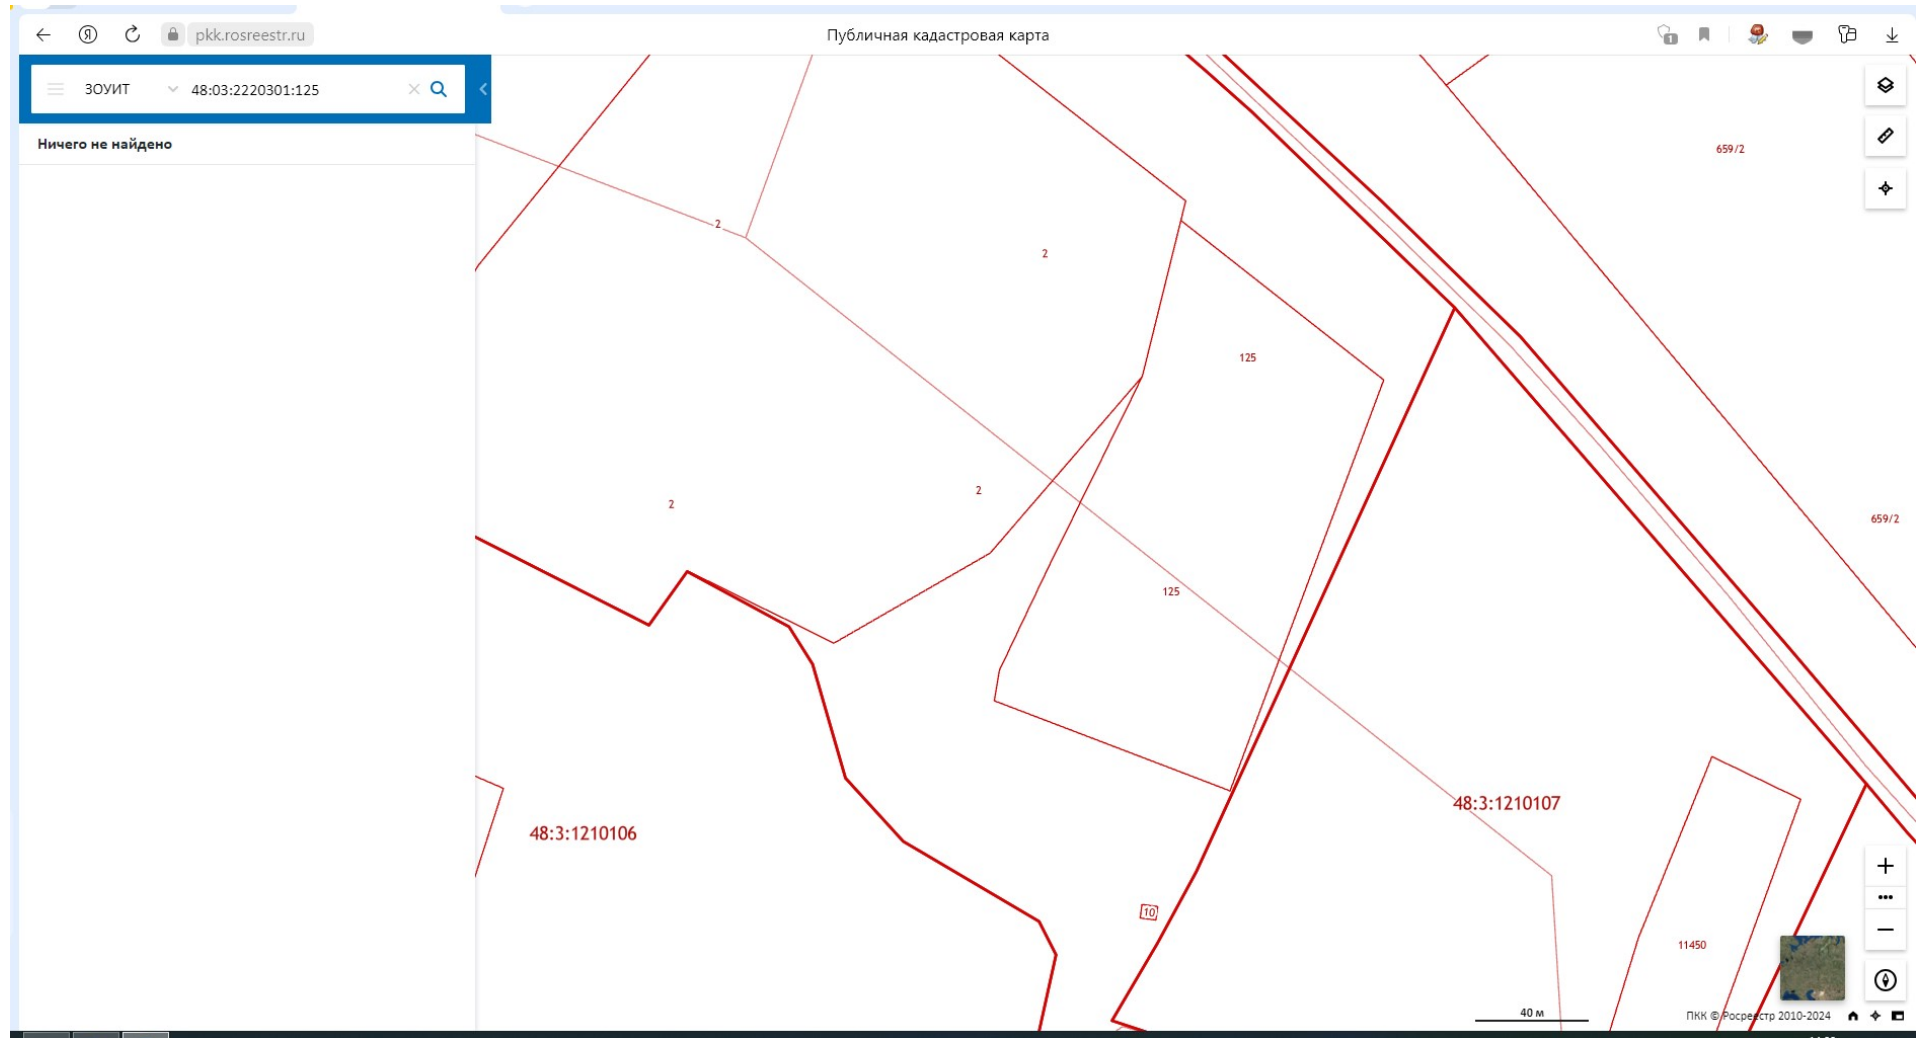 Я pkk.rosreestr.ru Публичная кадастровая карта 1
ЗОУИТ 48:03:2220301:125
Ничего не найдено
659/2
2
2
125
2
2
659/2
125
48:3:1210107
48:3:1210106
10
11450
40 м
ПКК © Росреестр 2010-2024